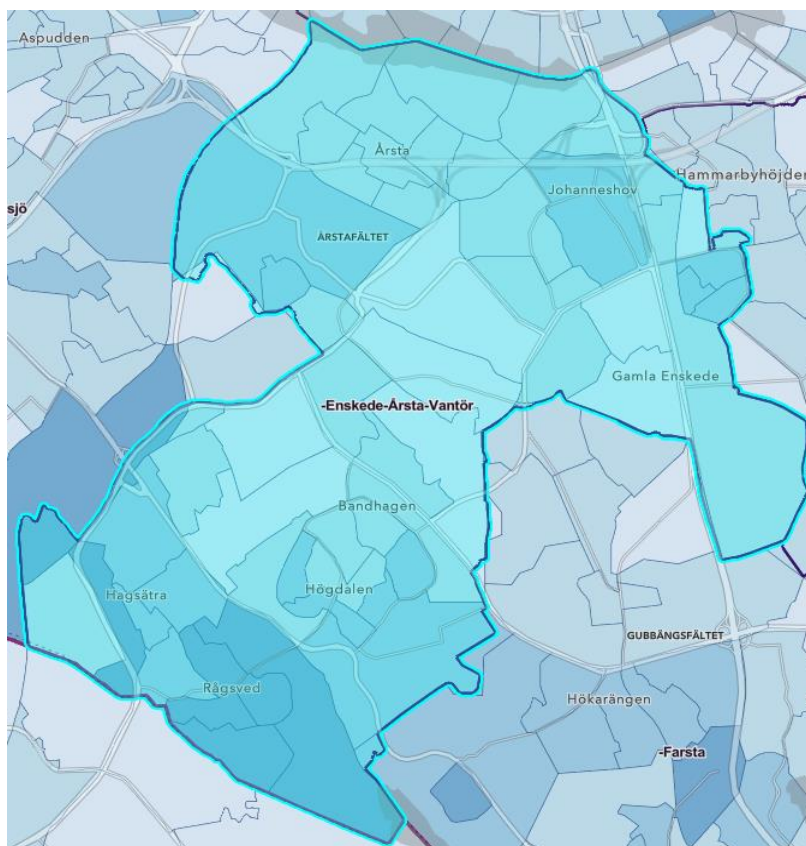 Aspudden
Årsta
Hammarbyhöjden
Johanneshov
sjö
ÅRSTAFÄLTET
Gamla Enskede
-Enskede-Årsta-Vantör
Bandhagen
Högdalen
Hagsätra
GUBBÄNGSFÄLTET
Rågsved
Hökarängen
-Farsta